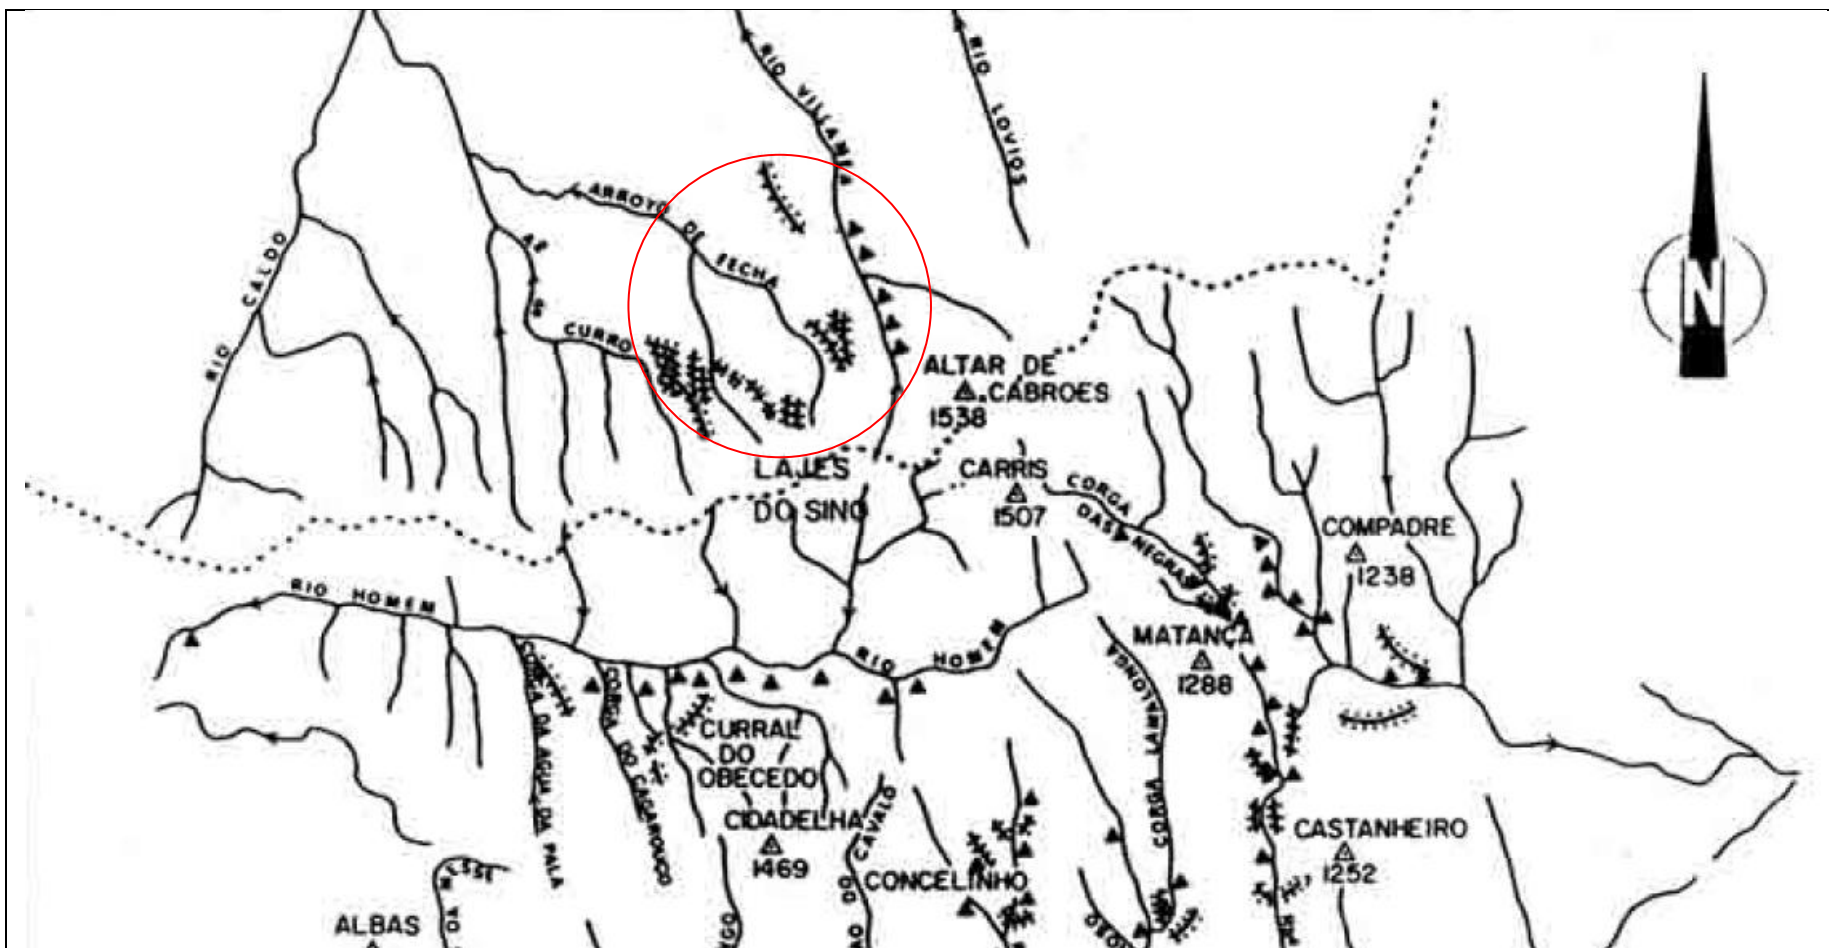 RIO VILLAMEA
RIO LOVIOS
ARROYO DE FECHA
RIO CALDO
CURRO
N
ALTAR DE
CABROES
1538
LAJES
DO SINO
CARRIS
1507
CORGA
DAS NEGRAS
COMPADRE
1238
RIO HOMEM
RIO HOMEM
MATANÇA
1288
CORGA DA AGUA DA PALA
CORGA DO CAGAROUCO
CURRAL
DO
OBECEDO
CIDADELHA
1469
CAVALO
DO
CORGA LAMALONGA
CONCELINHO
CASTANHEIRO
1252
ALBAS